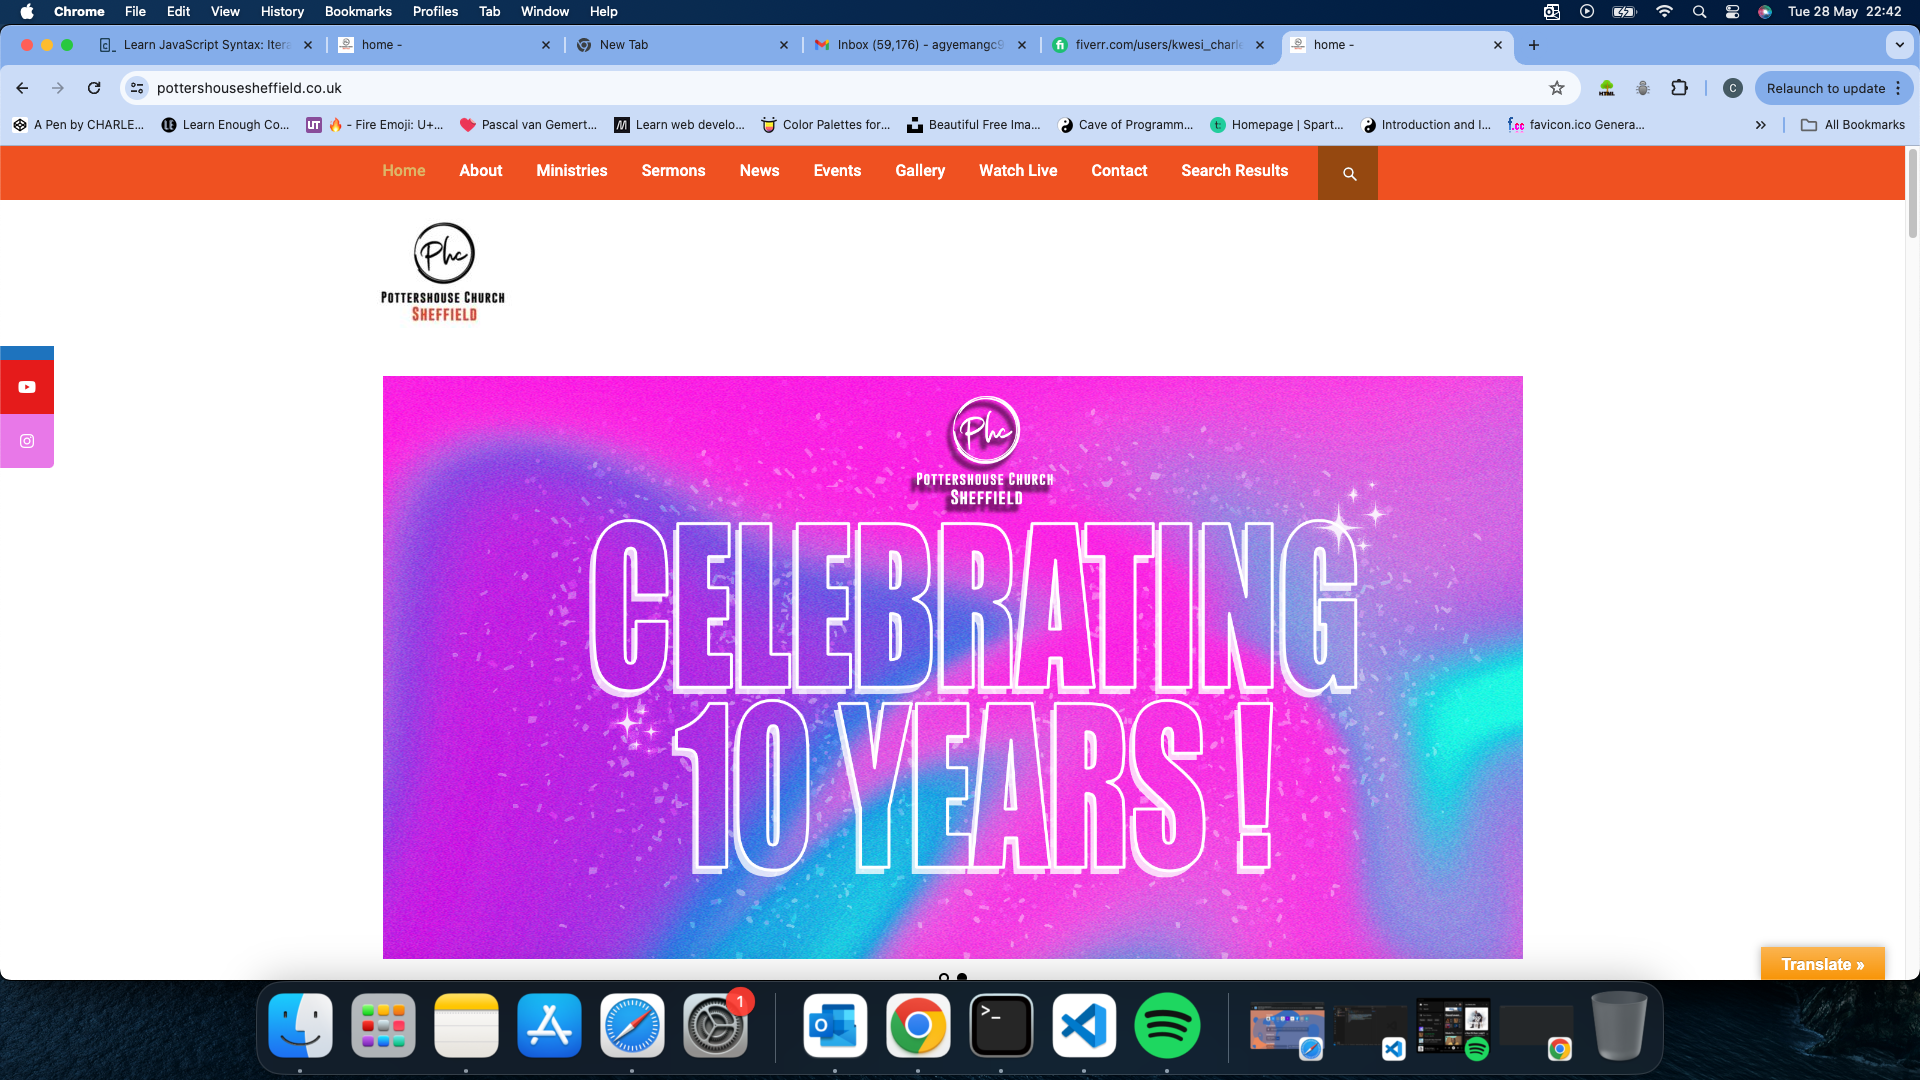 Chrome File Edit View History Bookmarks Profiles Tab Window Help Tue 28 May 22:42
Learn JavaScript Syntax: Itera home - New Tab Inbox (59,176) - agyemangc9 fiverr.com/users/kwesi_charle home -
pottershousesheffield.co.uk C Relaunch to update
A Pen by CHARLE... Learn Enough Co... 🔥 - Fire Emoji: U+... Pascal van Gemert... Learn web develo... Color Palettes for... Beautiful Free Ima... Cave of Programm... Homepage | Spart... Introduction and I... favicon.ico Genera... All Bookmarks
Home About Ministries Sermons News Events Gallery Watch Live Contact Search Results
Phc
POTTERSHOUSE CHURCH
SHEFFIELD
Phc
POTTERSHOUSE CHURCH
SHEFFIELD
CELEBRATING
10 YEARS !
Translate »
1